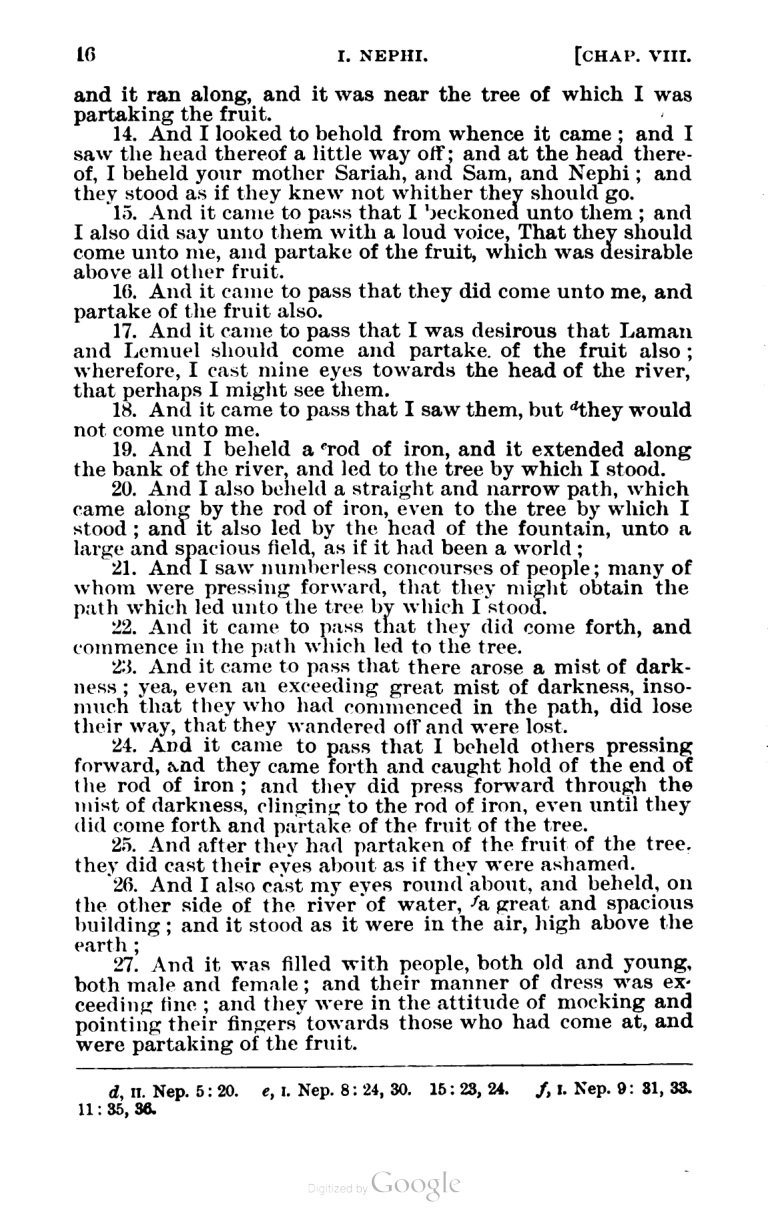 16 I. NEPHI. [CHAP. VIII.
and it ran along, and it was near the tree of which I was
partaking the fruit.
14. And I looked to behold from whence it came; and I
saw the head thereof a little way off; and at the head there-
of, I beheld your mother Sariah, and Sam, and Nephi; and
they stood as if they knew not whither they should go.
15. And it came to pass that I beckoned unto them; and
I also did say unto them with a loud voice, That they should
come unto me, and partake of the fruit, which was desirable
above all other fruit.
16. And it came to pass that they did come unto me, and
partake of the fruit also.
17. And it came to pass that I was desirous that Laman
and Lemuel should come and partake. of the fruit also;
wherefore, I cast mine eyes towards the head of the river,
that perhaps I might see them.
18. And it came to pass that I saw them, but dthey would
not come unto me.
19. And I beheld a erod of iron, and it extended along
the bank of the river, and led to the tree by which I stood.
20. And I also beheld a straight and narrow path, which
came along by the rod of iron, even to the tree by which I
stood; and it also led by the head of the fountain, unto a
large and spacious field, as if it had been a world;
21. And I saw numberless concourses of people; many of
whom were pressing forward, that they might obtain the
path which led unto the tree by which I stood.
22. And it came to pass that they did come forth, and
commence in the path which led to the tree.
23. And it came to pass that there arose a mist of dark-
ness; yea, even an exceeding great mist of darkness, inso-
much that they who had commenced in the path, did lose
their way, that they wandered off and were lost.
24. And it came to pass that I beheld others pressing
forward, and they came forth and caught hold of the end of
the rod of iron; and they did press forward through the
mist of darkness, clinging to the rod of iron, even until they
did come forth and partake of the fruit of the tree.
25. And after they had partaken of the fruit of the tree.
they did cast their eyes about as if they were ashamed.
26. And I also cast my eyes round about, and beheld, on
the other side of the river of water, fa great and spacious
building; and it stood as it were in the air, high above the
earth;
27. And it was filled with people, both old and young,
both male and female; and their manner of dress was ex-
ceeding fine; and they were in the attitude of mocking and
pointing their fingers towards those who had come at, and
were partaking of the fruit.
d, II. Nep. 5: 20. e, I. Nep. 8: 24, 30. 15: 23, 24. f, I. Nep. 9: 31, 33.
11: 35, 36.
Digitized by Google